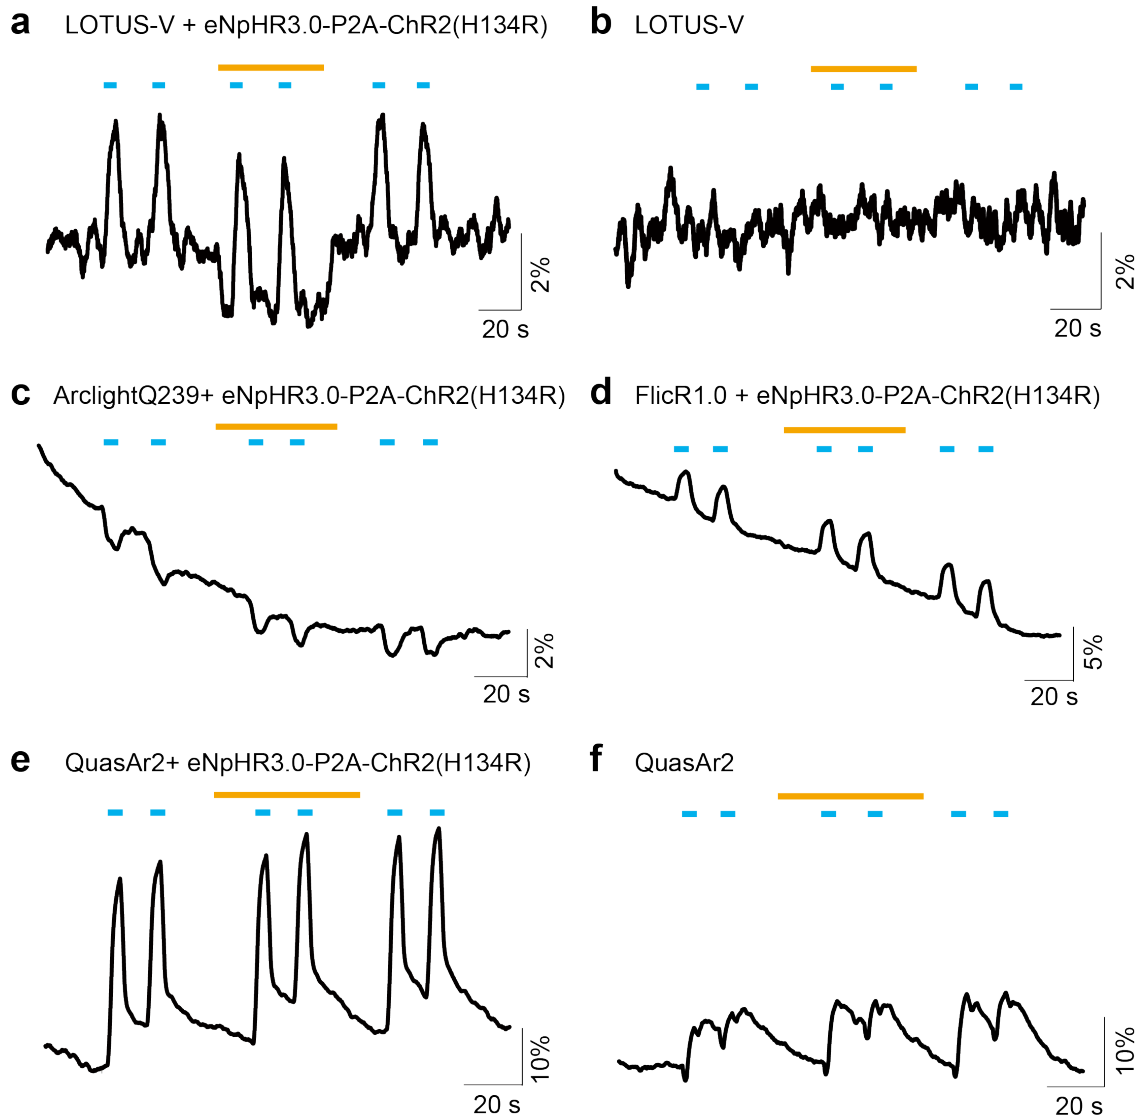 a LOTUS-V + eNpHR3.0-P2A-ChR2(H134R)
b LOTUS-V
2%
20 s
2%
20 s
c ArclightQ239+ eNpHR3.0-P2A-ChR2(H134R)
d FlicR1.0 + eNpHR3.0-P2A-ChR2(H134R)
2%
20 s
5%
20 s
e QuasAr2+ eNpHR3.0-P2A-ChR2(H134R)
f QuasAr2
10%
20 s
10%
20 s